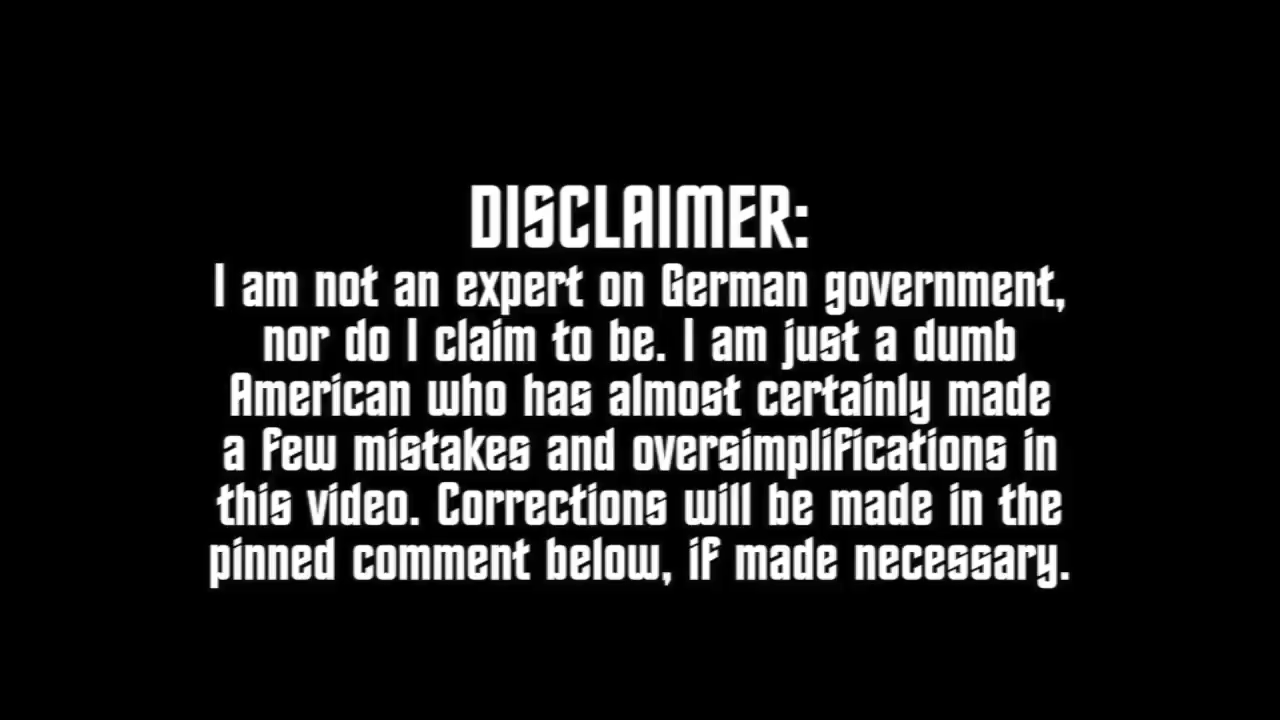 DISCLAIMER:
I am not an expert on German government,
nor do I claim to be. I am just a dumb
American who has almost certainly made
a few mistakes and oversimplifications in
this video. Corrections will be made in the
pinned comment below, if made necessary.